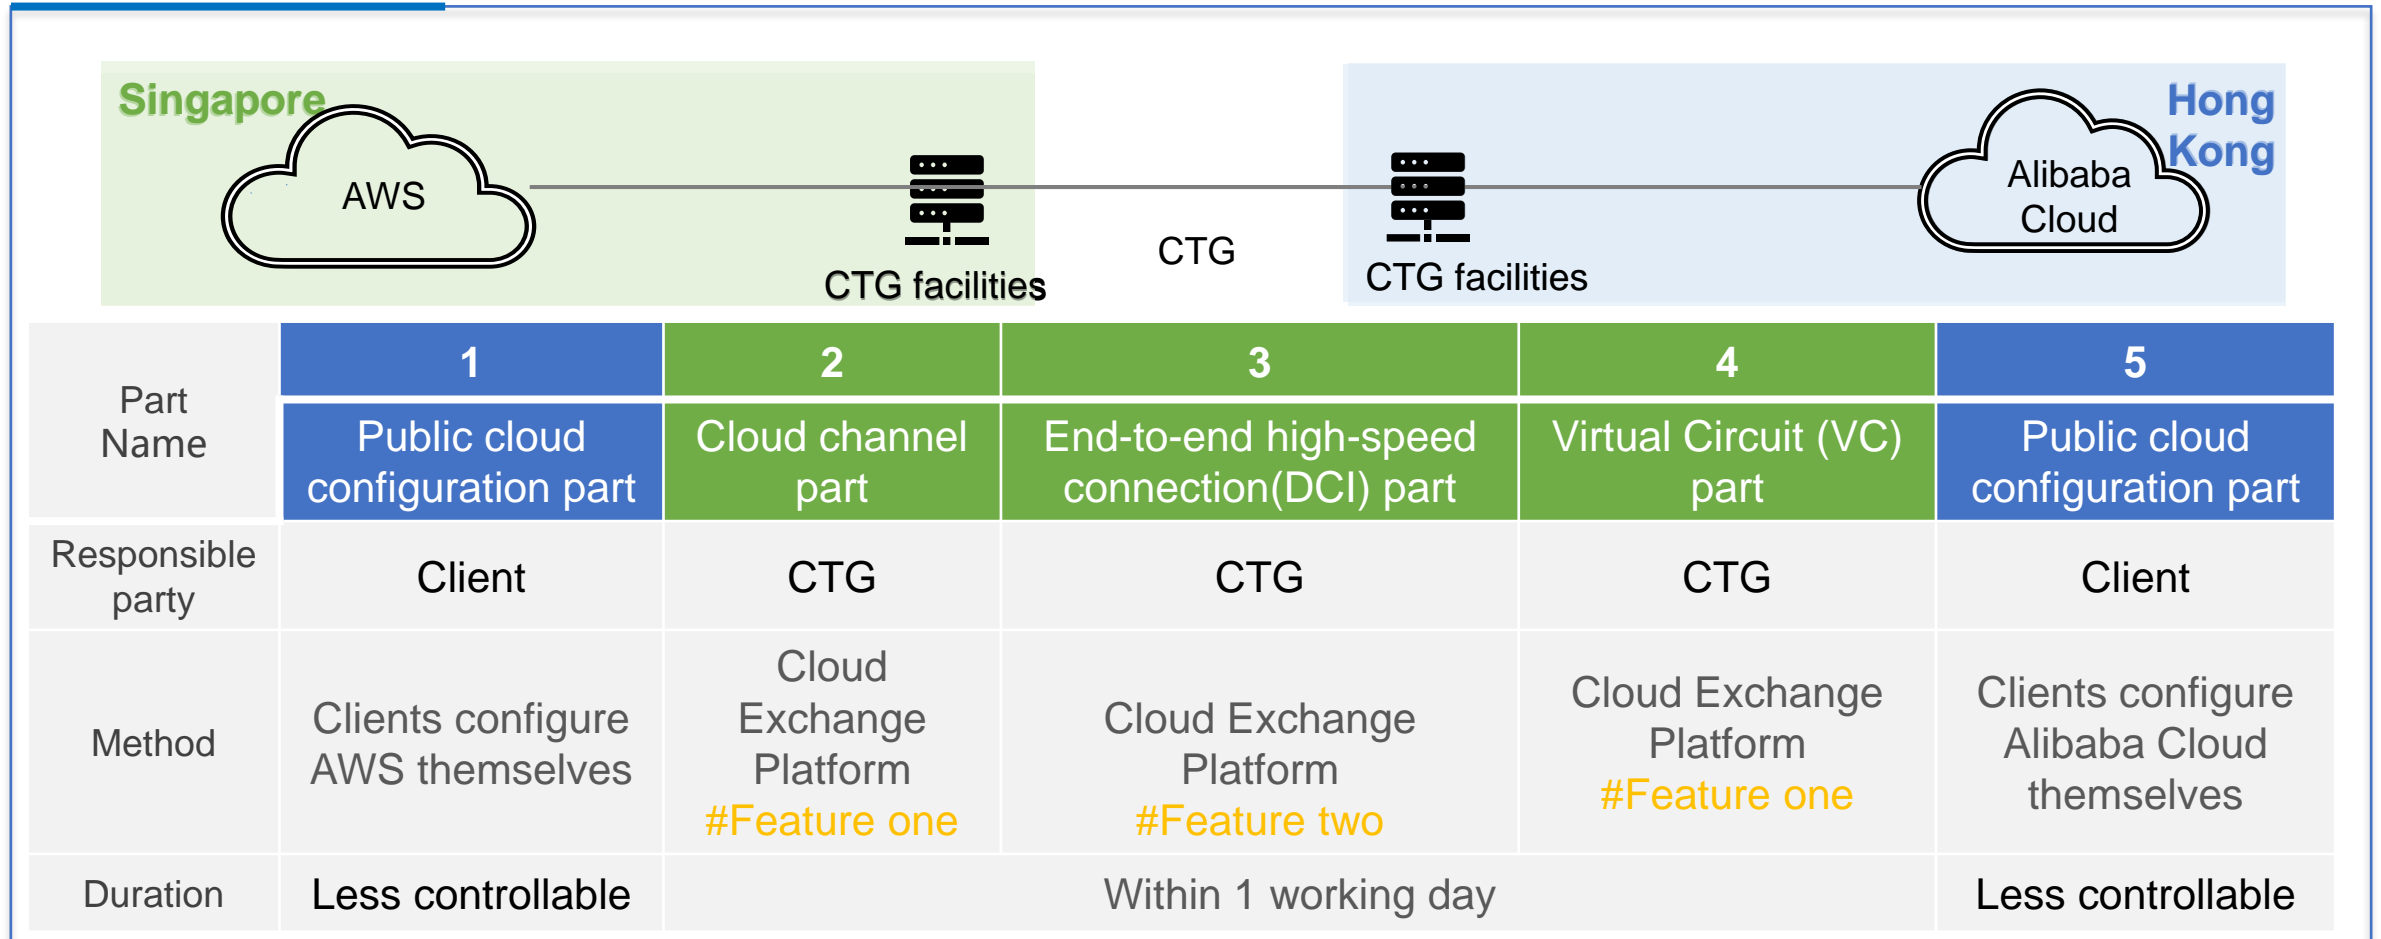 Singapore
Hong
Kong
AWS
Alibaba
Cloud
CTG
CTG facilities
CTG facilities
Part
Name
1
2
3
4
5
Public cloud
configuration part
Cloud channel
part
End-to-end high-speed
connection(DCI) part
Virtual Circuit (VC)
part
Public cloud
configuration part
Responsible
party
Client
CTG
CTG
CTG
Client
Method
Clients configure
AWS themselves
Cloud
Exchange
Platform
#Feature one
Cloud Exchange
Platform
#Feature two
Cloud Exchange
Platform
#Feature one
Clients configure
Alibaba Cloud
themselves
Duration
Less controllable
Within 1 working day
Less controllable